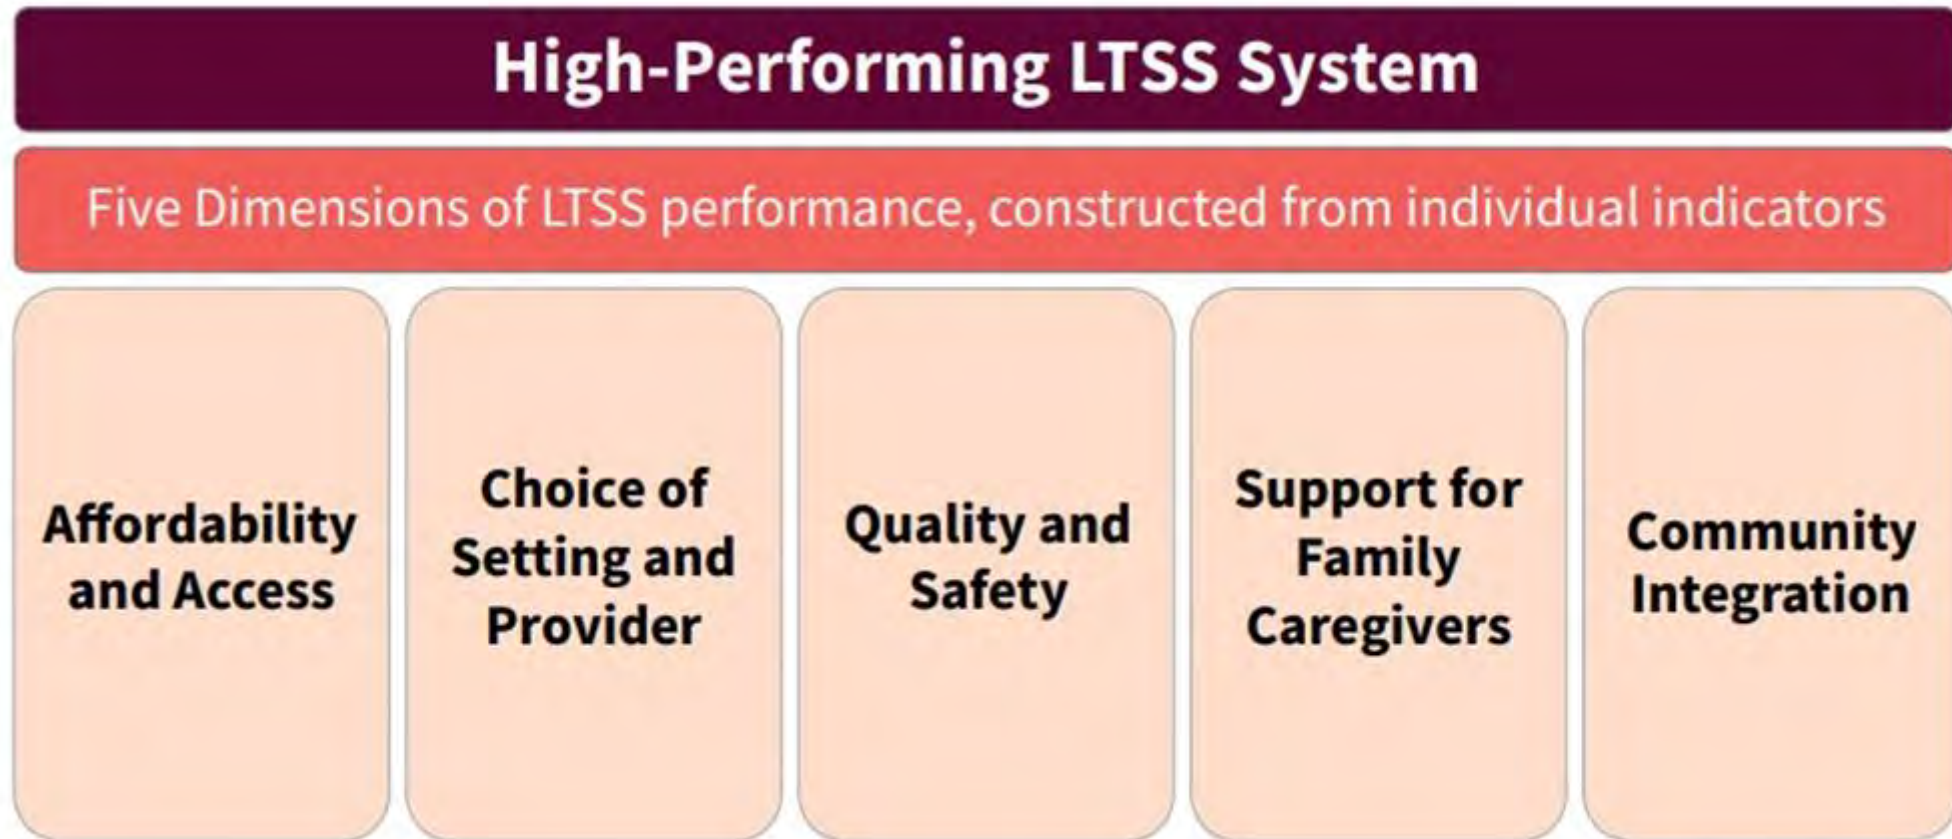 High-Performing LTSS System
Five Dimensions of LTSS performance, constructed from individual indicators
Affordability
and Access
Choice of
Setting and
Provider
Quality and
Safety
Support for
Family
Caregivers
Community
Integration